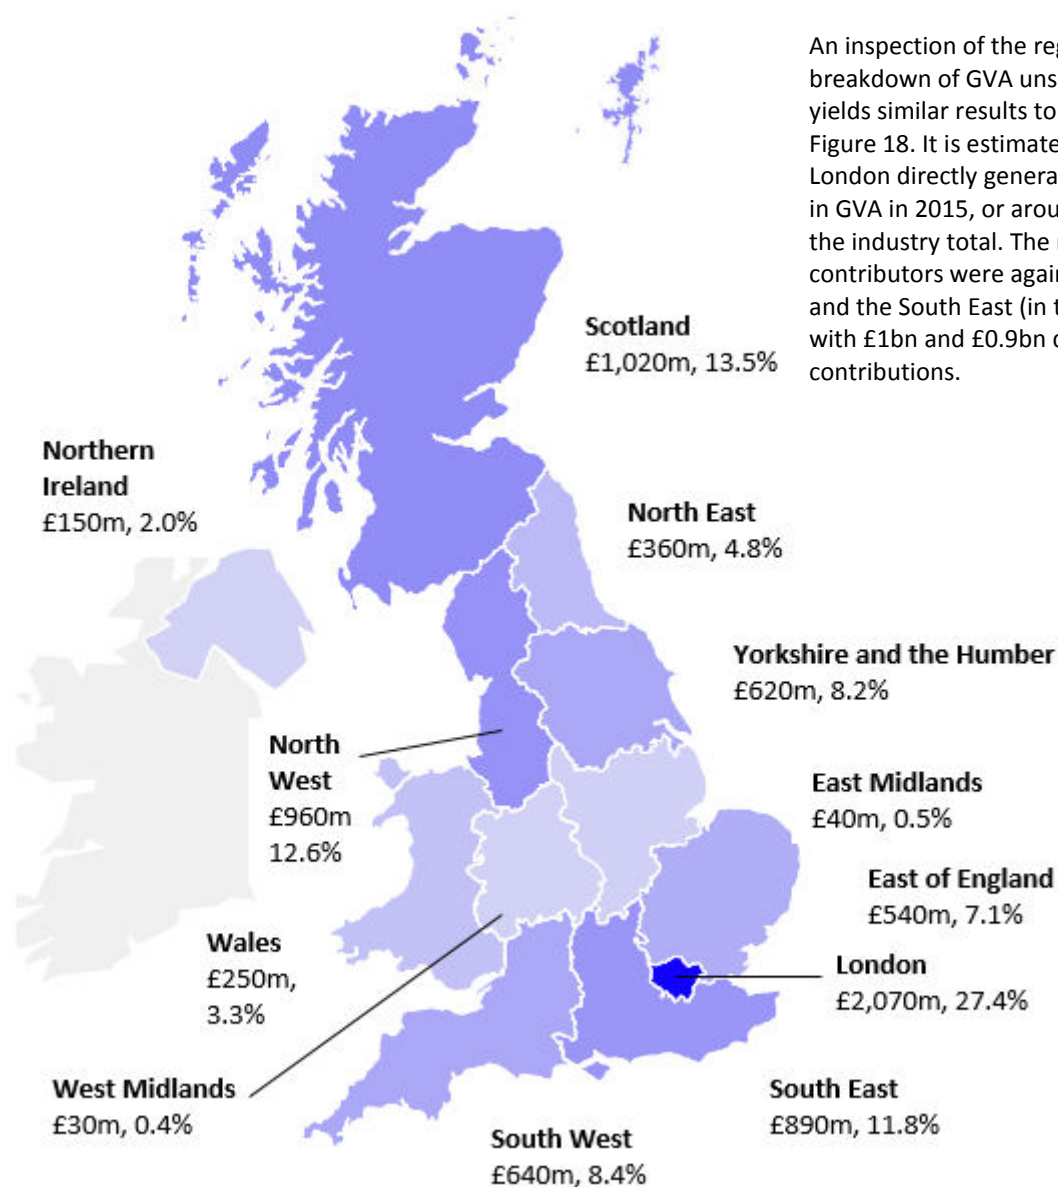 An inspection of the
breakdown of GVA
yields similar results to
Figure 18. It is
London directly
in GVA in 2015, or
the industry total. The
contributors were
and the South East (in
with £1bn and £0.9bn
contributions.
Scotland
£1,020m, 13.5%
Northern
Ireland
£150m, 2.0%
North East
£360m, 4.8%
Yorkshire and the Humber
£620m, 8.2%
North
West
£960m
12.6%
East Midlands
£40m, 0.5%
East of England
£540m, 7.1%
Wales
£250m,
3.3%
London
£2,070m, 27.4%
West Midlands
£30m, 0.4%
South East
£890m, 11.8%
South West
£640m, 8.4%